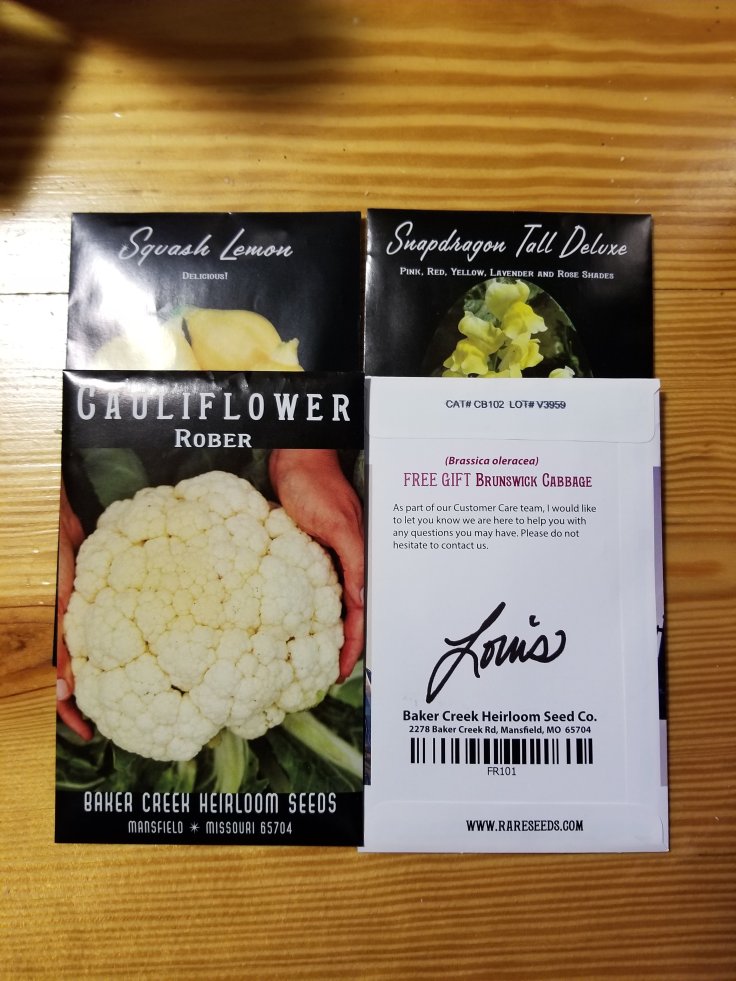 Squash Lemon
Delicious!
Snapdragon Tall Deluxe
Pink, Red, Yellow, Lavender and Rose Shades
CAULIFLOWER
ROBER
BAKER CREEK HEIRLOOM SEEDS
MANSFIELD ✴ MISSOURI 65704
CAT# CB102 LOT# V3959
(Brassica oleracea)
FREE GIFT Brunswick Cabbage
As part of our Customer Care team, I would like
to let you know we are here to help you with
any questions you may have. Please do not
hesitate to contact us.
Louis
Baker Creek Heirloom Seed Co.
2278 Baker Creek Rd, Mansfield, MO 65704
FR101
WWW.RARESEEDS.COM